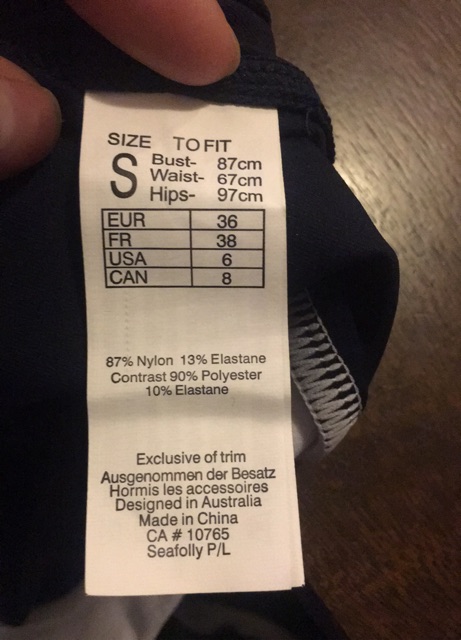 SIZE TO FIT
S Bust- 87cm
Waist- 67cm
Hips- 97cm
EUR 36
FR 38
USA 6
CAN 8
87% Nylon 13% Elastane
Contrast 90% Polyester
10% Elastane
Exclusive of trim
Ausgenommen der Besatz
Hormis les accessoires
Designed in Australia
Made in China
CA # 10765
Seafolly P/L